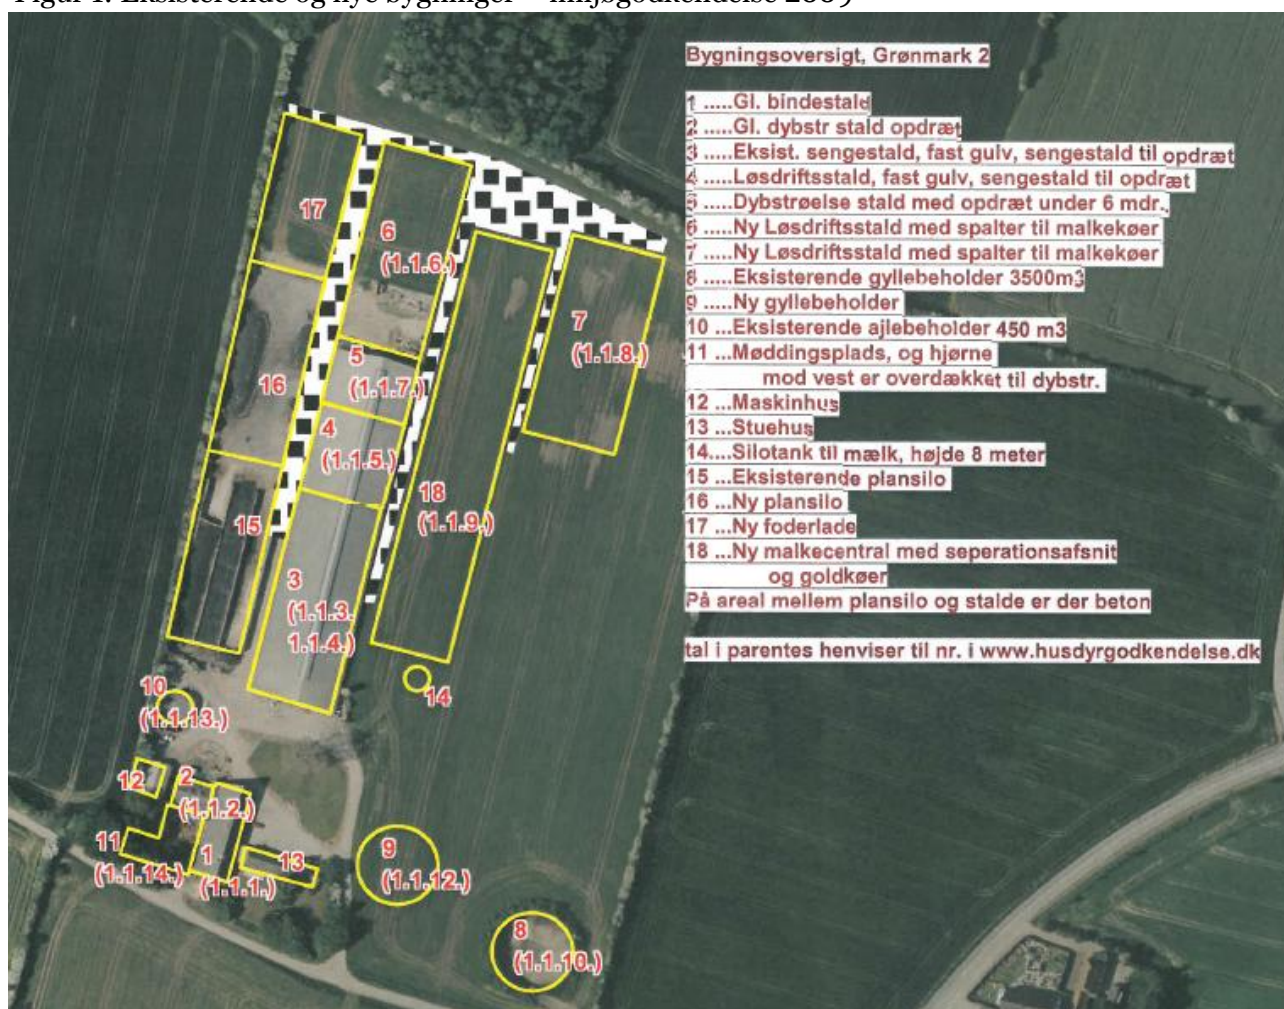 Figur 1. Eksisterende og nye bygninger – miljøgodkendelse 2009
Bygningsoversigt, Grønmark 2
1 .....Gl. bindestald
2 .....Gl. dybstr stald opdræt
3 .....Eksist. sengestald, fast gulv, sengestald til opdræt
4 .....Løsdriftsstald, fast gulv, sengestald til opdræt
5 .....Dybstrøelse stald med opdræt under 6 mdr.
6 .....Ny Løsdriftsstald med spalter til malkekøer
7 .....Ny Løsdriftsstald med spalter til malkekøer
8 .....Eksisterende gyllebeholder 3500m3
9 .....Ny gyllebeholder
10 ...Eksisterende ajlebeholder 450 m3
11 ...Møddingsplads, og hjørne
mod vest er overdækket til dybstr.
12 ...Maskinhus
13 ...Stuehus
14....Silotank til mælk, højde 8 meter
15 ...Eksisterende plansilo
16 ...Ny plansilo
17 ...Ny foderlade
18 ...Ny malkecentral med seperationsafsnit
og goldkøer
På areal mellem plansilo og stalde er der beton
tal i parentes henviser til nr. i www.husdyrgodkendelse.dk
17
6
(1.1.6.)
7
(1.1.8.)
5
(1.1.7.)
16
4
(1.1.5.)
18
(1.1.9.)
15
3
(1.1.3.
1.1.4.)
14
10
(1.1.13.)
12
2
(1.1.2.)
11
(1.1.14.)
1
(1.1.1.)
13
9
(1.1.12.)
8
(1.1.10.)